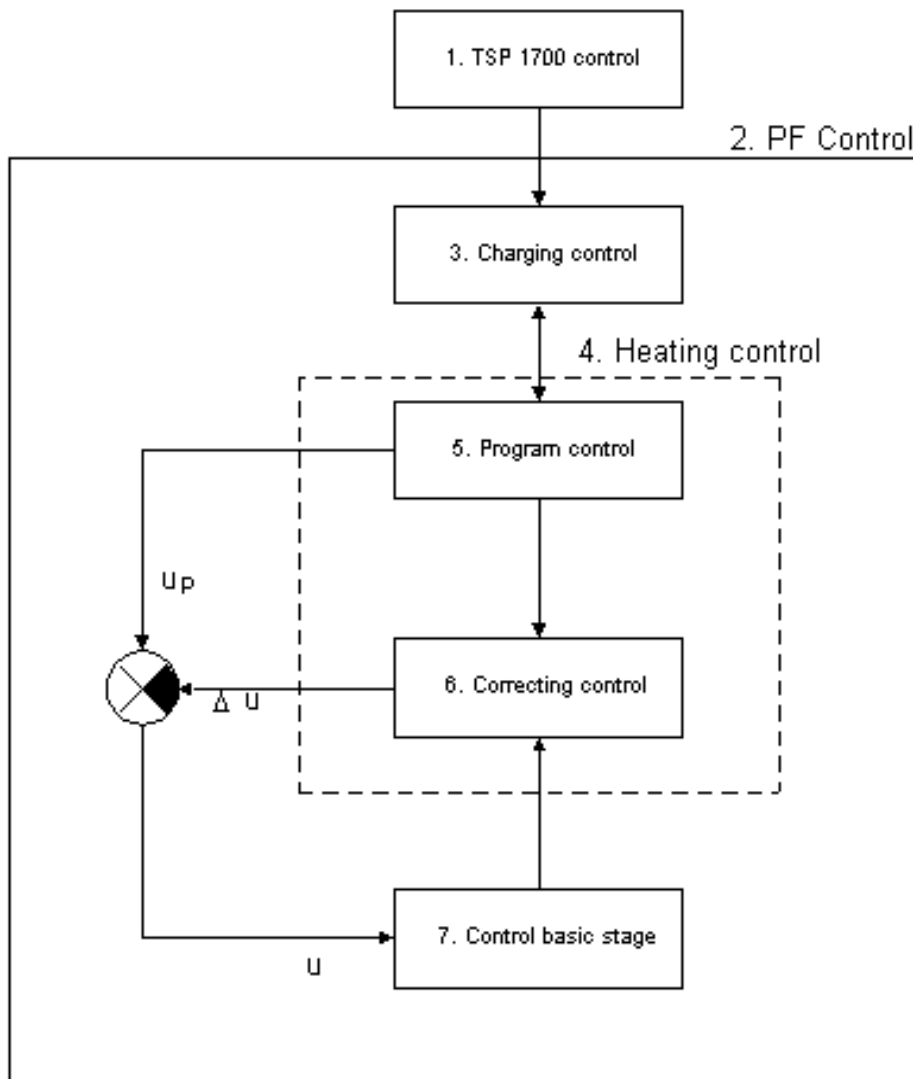 1. TSP 1700 control
2. PF Control
3. Charging control
4. Heating control
5. Program control
up
6. Correcting control
Δ u
7. Control basic stage
u